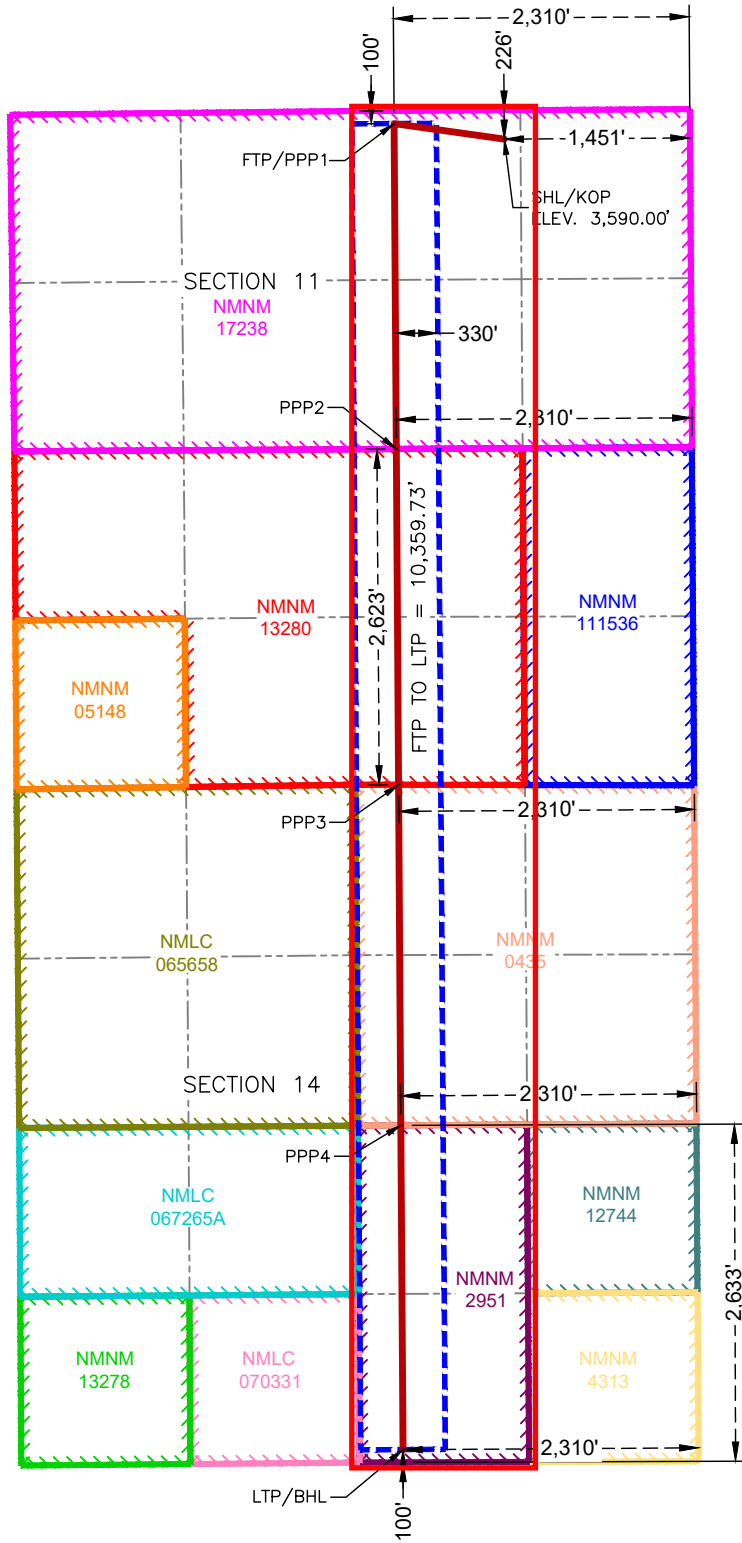 2,310'
100'
226'
FTP/PPP1
1,451'
SHL/KOP
ELEV. 3,590.00'
SECTION 11
NMNM
17238
330'
PPP2
2,310'
FTP TO LTP = 10,359.73'
2,623'
NMNM
13280
NMNM
111536
NMNM
05148
PPP3
2,310'
NMLC
065658
NMNM
0435
SECTION 14
2,310'
PPP4
NMLC
067265A
NMNM
12744
NMNM
2951
2,633'
NMNM
13278
NMLC
070331
NMNM
4313
2,310'
LTP/BHL
100'